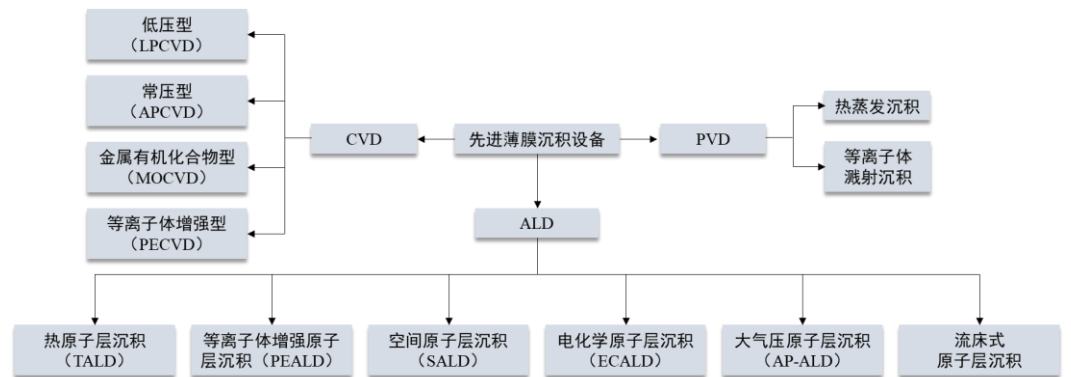 低压型
（LPCVD）
常压型
（APCVD）
金属有机化合物型
（MOCVD）
等离子体增强型
（PECVD）
CVD
先进薄膜沉积设备
PVD
热蒸发沉积
等离子体
溅射沉积
ALD
热原子层沉积
（TALD）
等离子体增强原子
层沉积（PEALD）
空间原子层沉积
（SALD）
电化学原子层沉积
（ECALD）
大气压原子层沉积
（AP-ALD）
流床式
原子层沉积